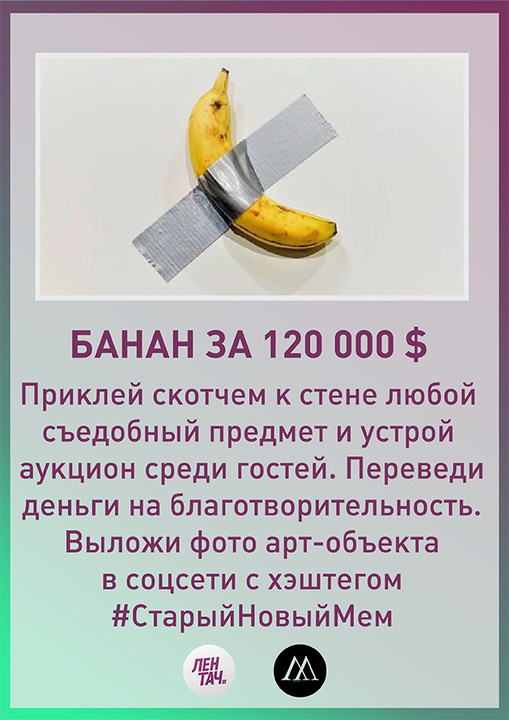 БАНАН ЗА 120 000 $
Приклей скотчем к стене любой
съедобный предмет и устрой
аукцион среди гостей. Переведи
деньги на благотворительность.
Выложи фото арт-объекта
в соцсети с хэштегом
#СтарыйНовыйМем
ЛЕН
ТАЧ.